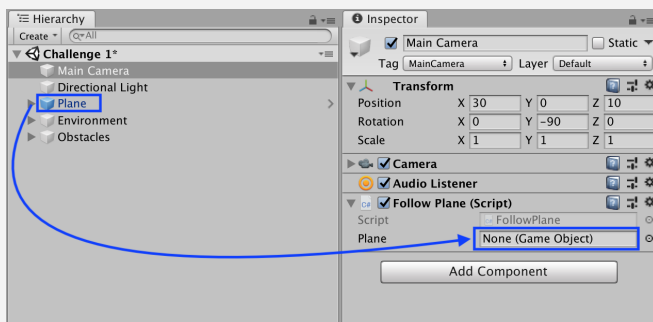 Hierarchy
Create
All
Challenge 1*
Main Camera
Directional Light
Plane
Environment
Obstacles
Inspector
Main Camera Static
Tag MainCamera Layer Default
Transform
Position X 30 Y 0 Z 10
Rotation X 0 Y -90 Z 0
Scale X 1 Y 1 Z 1
Camera
Audio Listener
C# Follow Plane (Script)
Script FollowPlane
Plane None (Game Object)
Add Component